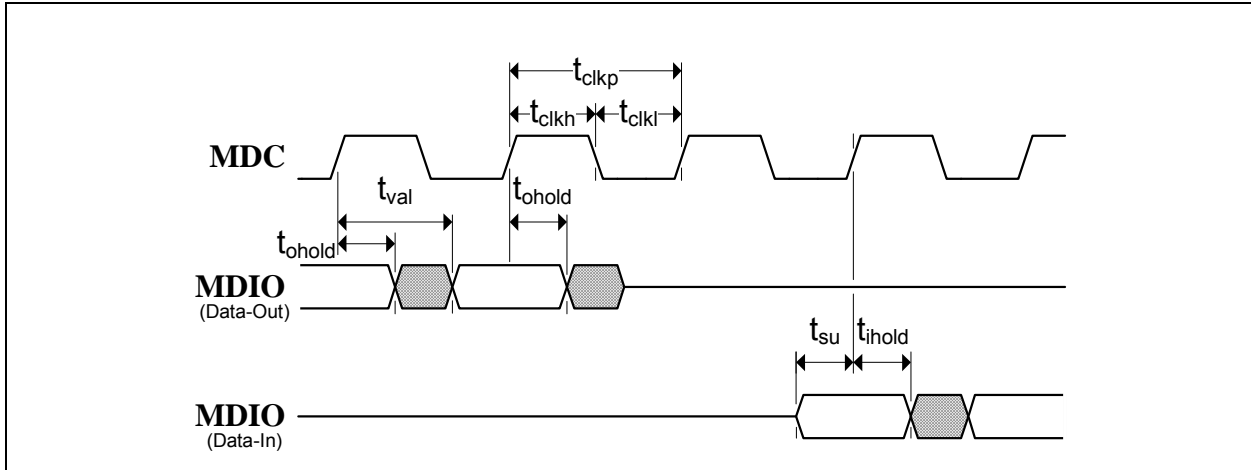 tclkp
tclkh
tclkl
MDC
tval
tohold
tohold
MDIO
(Data-Out)
tsu
tihold
MDIO
(Data-In)